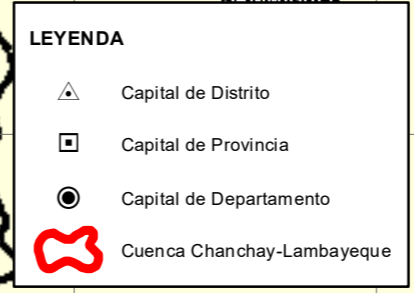 LEYENDA
Capital de Distrito
Capital de Provincia
Capital de Departamento
Cuenca Chanchay-Lambayeque